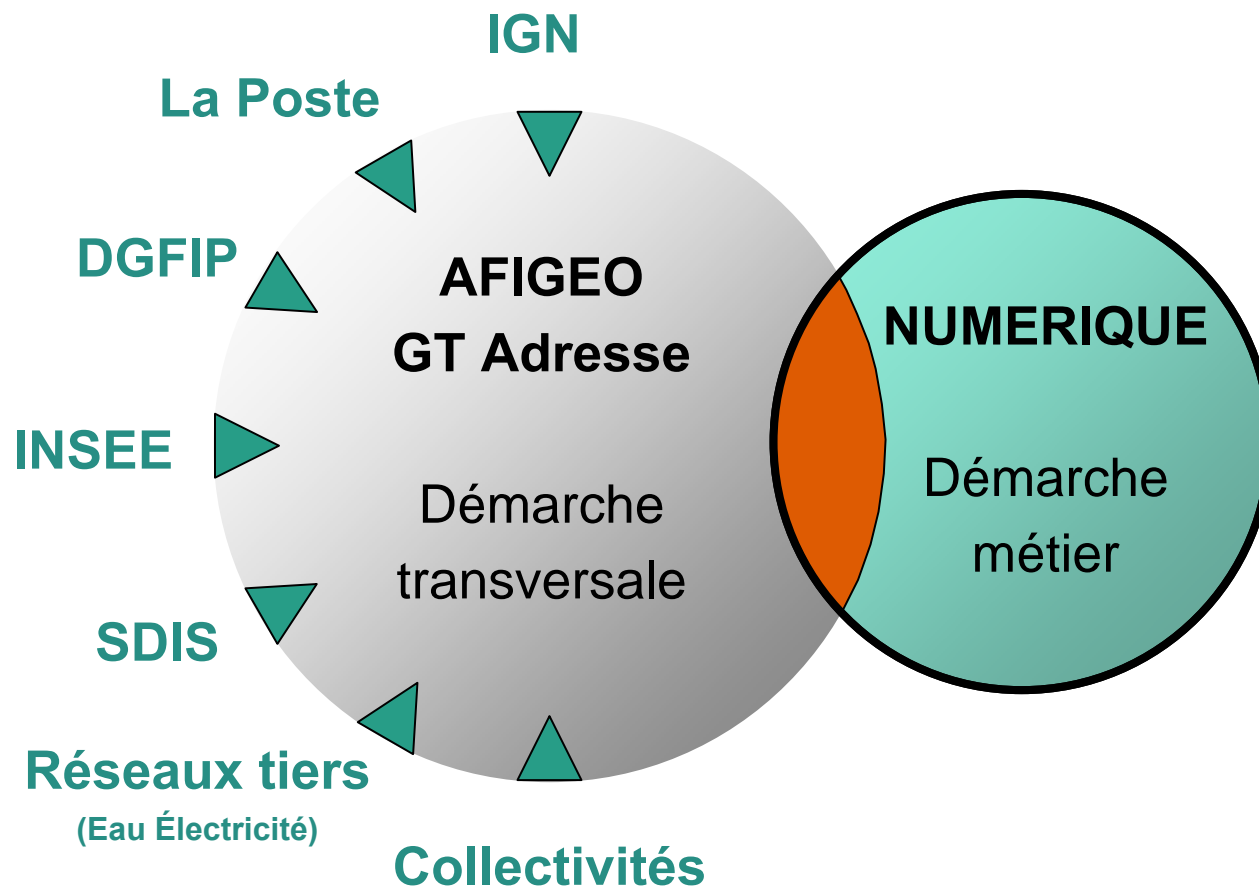 IGN
La Poste
DGFIP
INSEE
SDIS
Réseaux tiers
(Eau Électricité)
Collectivités
AFIGEO
GT Adresse
Démarche
transversale
NUMERIQUE
Démarche
métier